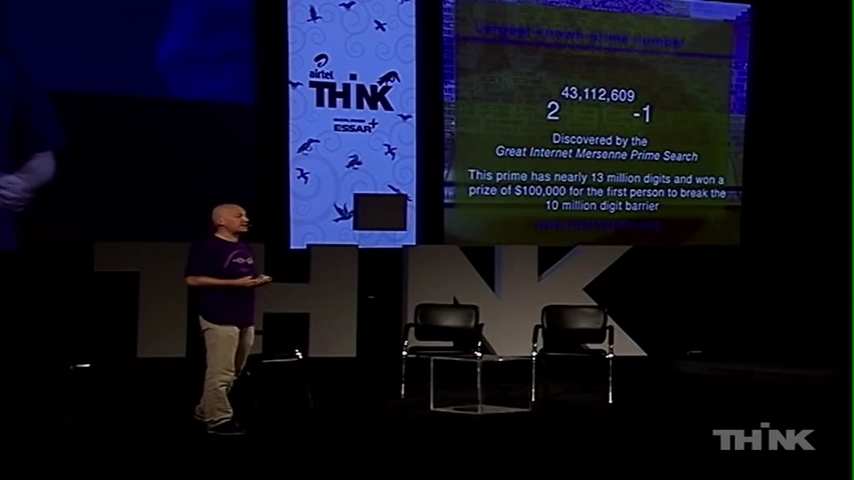 Largest known prime number
airtel
THiNK
ESSAR
43,112,609
2 -1
Discovered by the
Great Internet Mersenne Prime Search
This prime has nearly 13 million digits and won a
prize of $100,000 for the first person to break the
10 million digit barrier
THiNK
THiNK